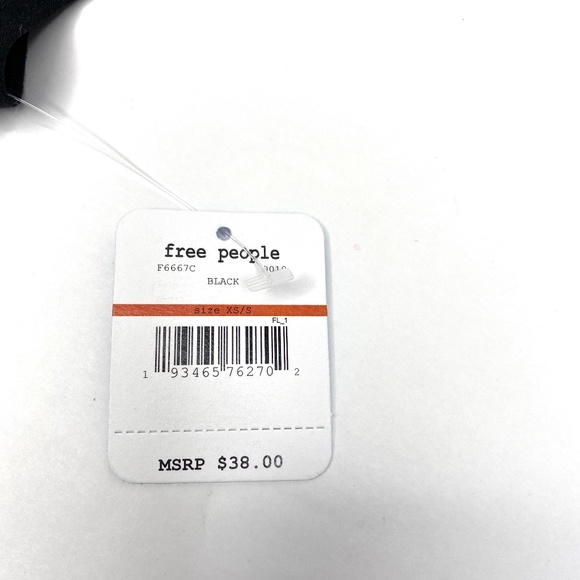 free people
F6667C
BLACK
size XS/S
FL_1
1 93465 76270 2
MSRP $38.00